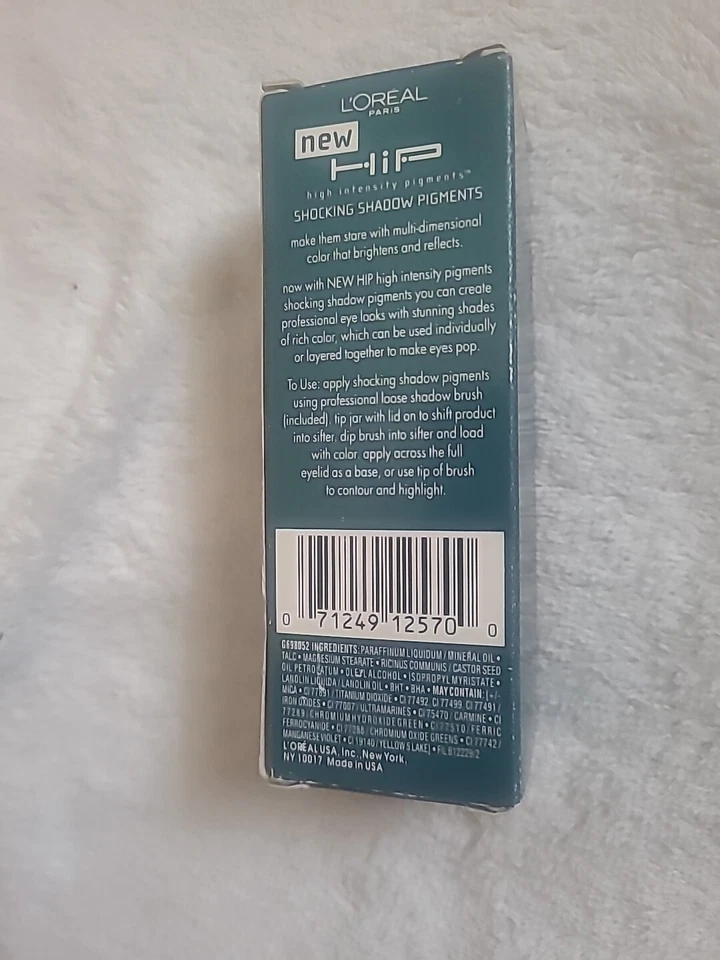 L'ORÉAL
PARIS
new
HiP
high intensity pigments™
SHOCKING SHADOW PIGMENTS
make them stare with multi-dimensional
color that brightens and reflects.
now with NEW HIP high intensity pigments
shocking shadow pigments you can create
professional eye looks with stunning shades
of rich color, which can be used individually
or layered together to make eyes pop.
To Use: apply shocking shadow pigments
using professional loose shadow brush
(included). tip jar with lid on to shift product
into sifter. dip brush into sifter and load
with color. apply across the full
eyelid as a base, or use tip of brush
to contour and highlight.
0 71249 12570 0
G698052 INGREDIENTS: PARAFFINUM LIQUIDUM / MINERAL OIL •
TALC • MAGNESIUM STEARATE • RICINUS COMMUNIS / CASTOR SEED
OIL PETROLATUM • OLEYL ALCOHOL • ISOPROPYL MYRISTATE •
LANOLIN LIQUIDA / LANOLIN OIL • BHT • BHA • MAY CONTAIN: (+/-
MICA • CI 77891 / TITANIUM DIOXIDE • CI 77492, CI 77499, CI 77491 /
IRON OXIDES • CI 77007 / ULTRAMARINES • CI 75470 / CARMINE • CI
77289 / CHROMIUM HYDROXIDE GREEN • CI 77510 / FERRIC
FERROCYANIDE • CI 77288 / CHROMIUM OXIDE GREENS • CI 77742 /
MANGANESE VIOLET • CI 19140 / YELLOW 5 LAKE) • FIL
L'ORÉAL USA, Inc., New York,
NY 10017 Made in USA